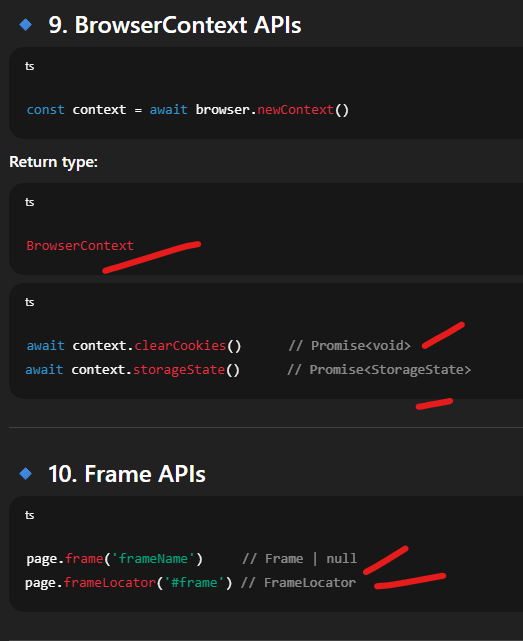 9. BrowserContext APIs
ts
const context = await browser.newContext()
Return type:
ts
BrowserContext
ts
await context.clearCookies() // Promise<void>
await context.storageState() // Promise<StorageState>
10. Frame APIs
ts
page.frame('frameName') // Frame | null
page.frameLocator('#frame') // FrameLocator